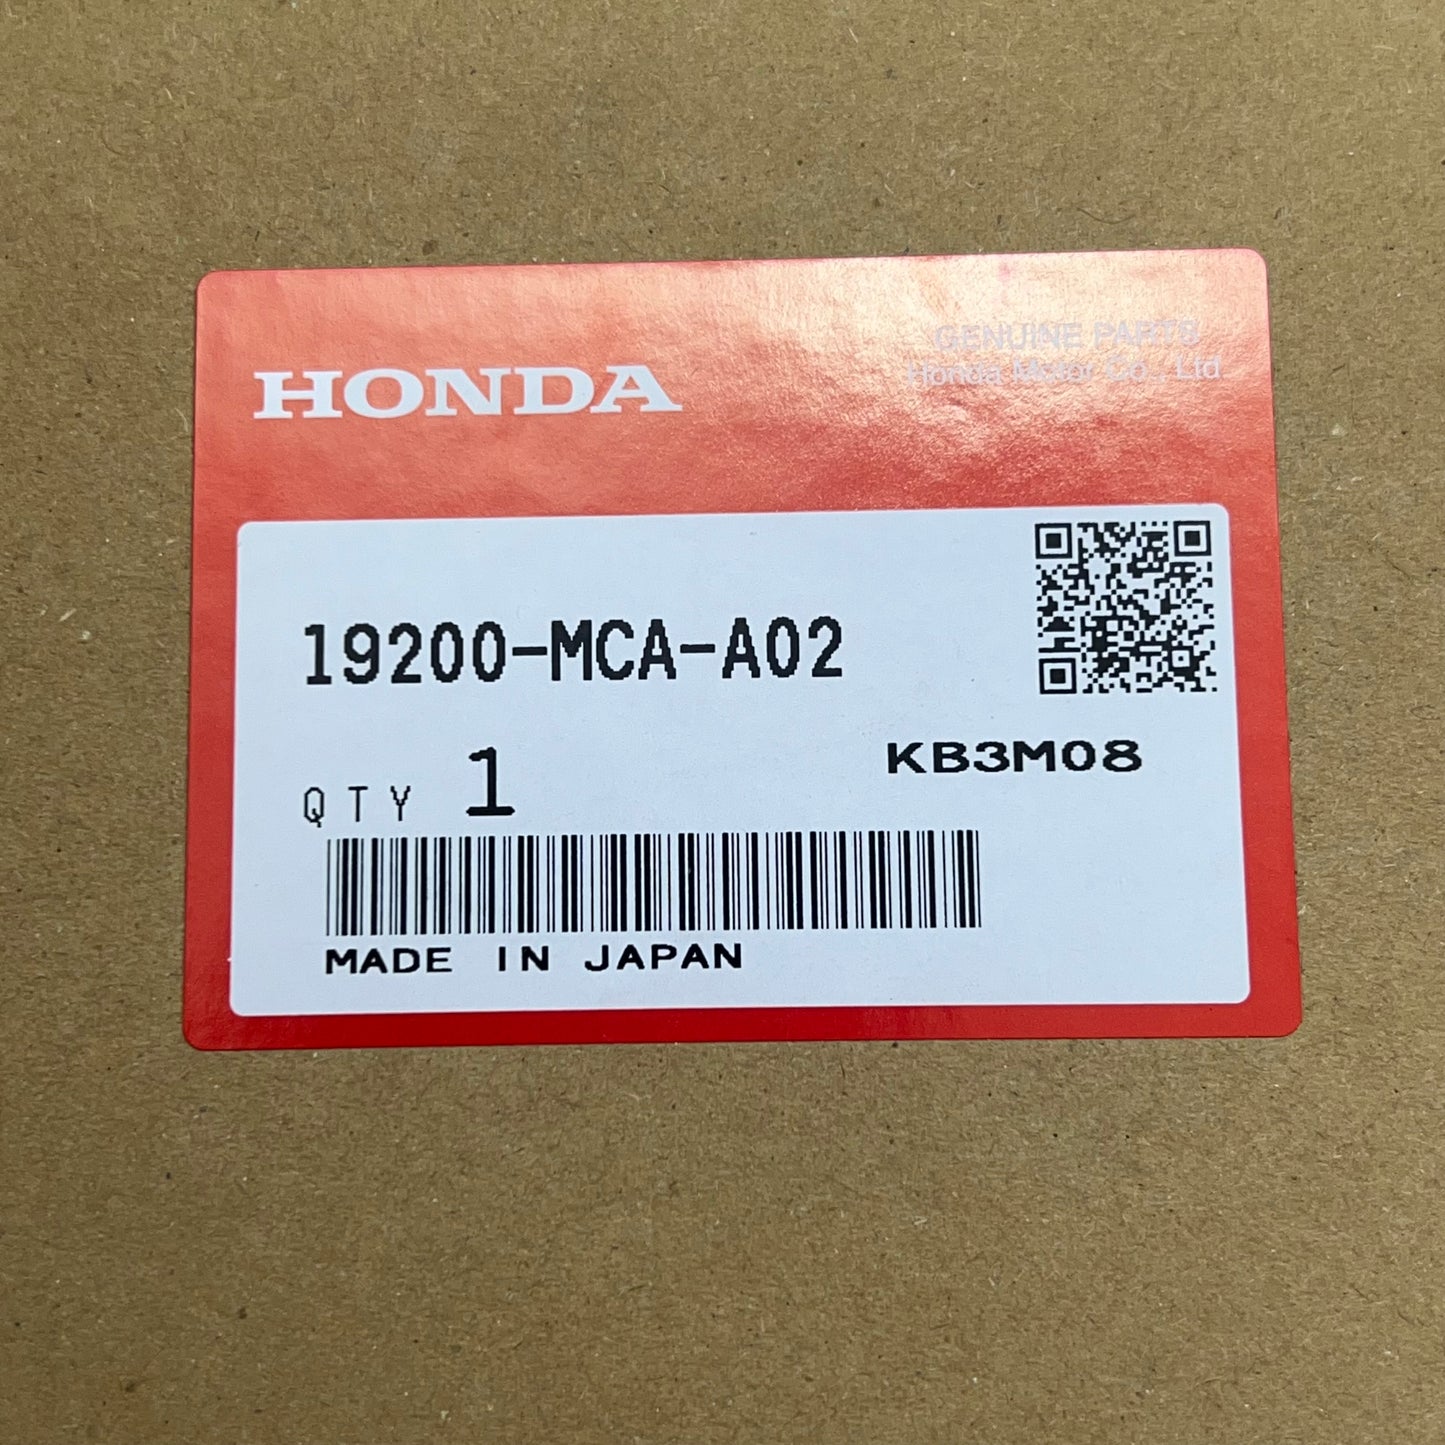 HONDA
GENUINE PARTS
Honda Motor Co., Ltd
19200-MCA-A02
KB3M08
QTY 1
MADE IN JAPAN